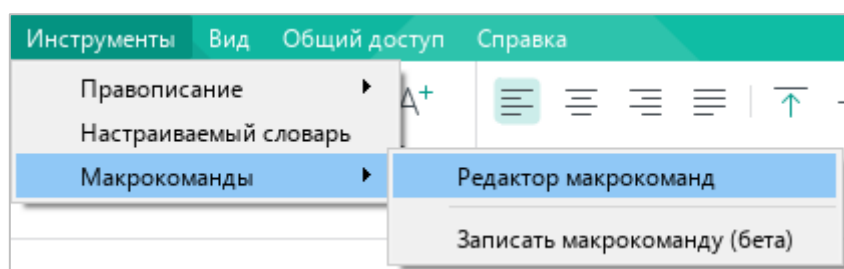 Инструменты Вид Общий доступ Справка
Правописание
Настраиваемый словарь
Макрокоманды
Редактор макрокоманд
Записать макрокоманду (бета)